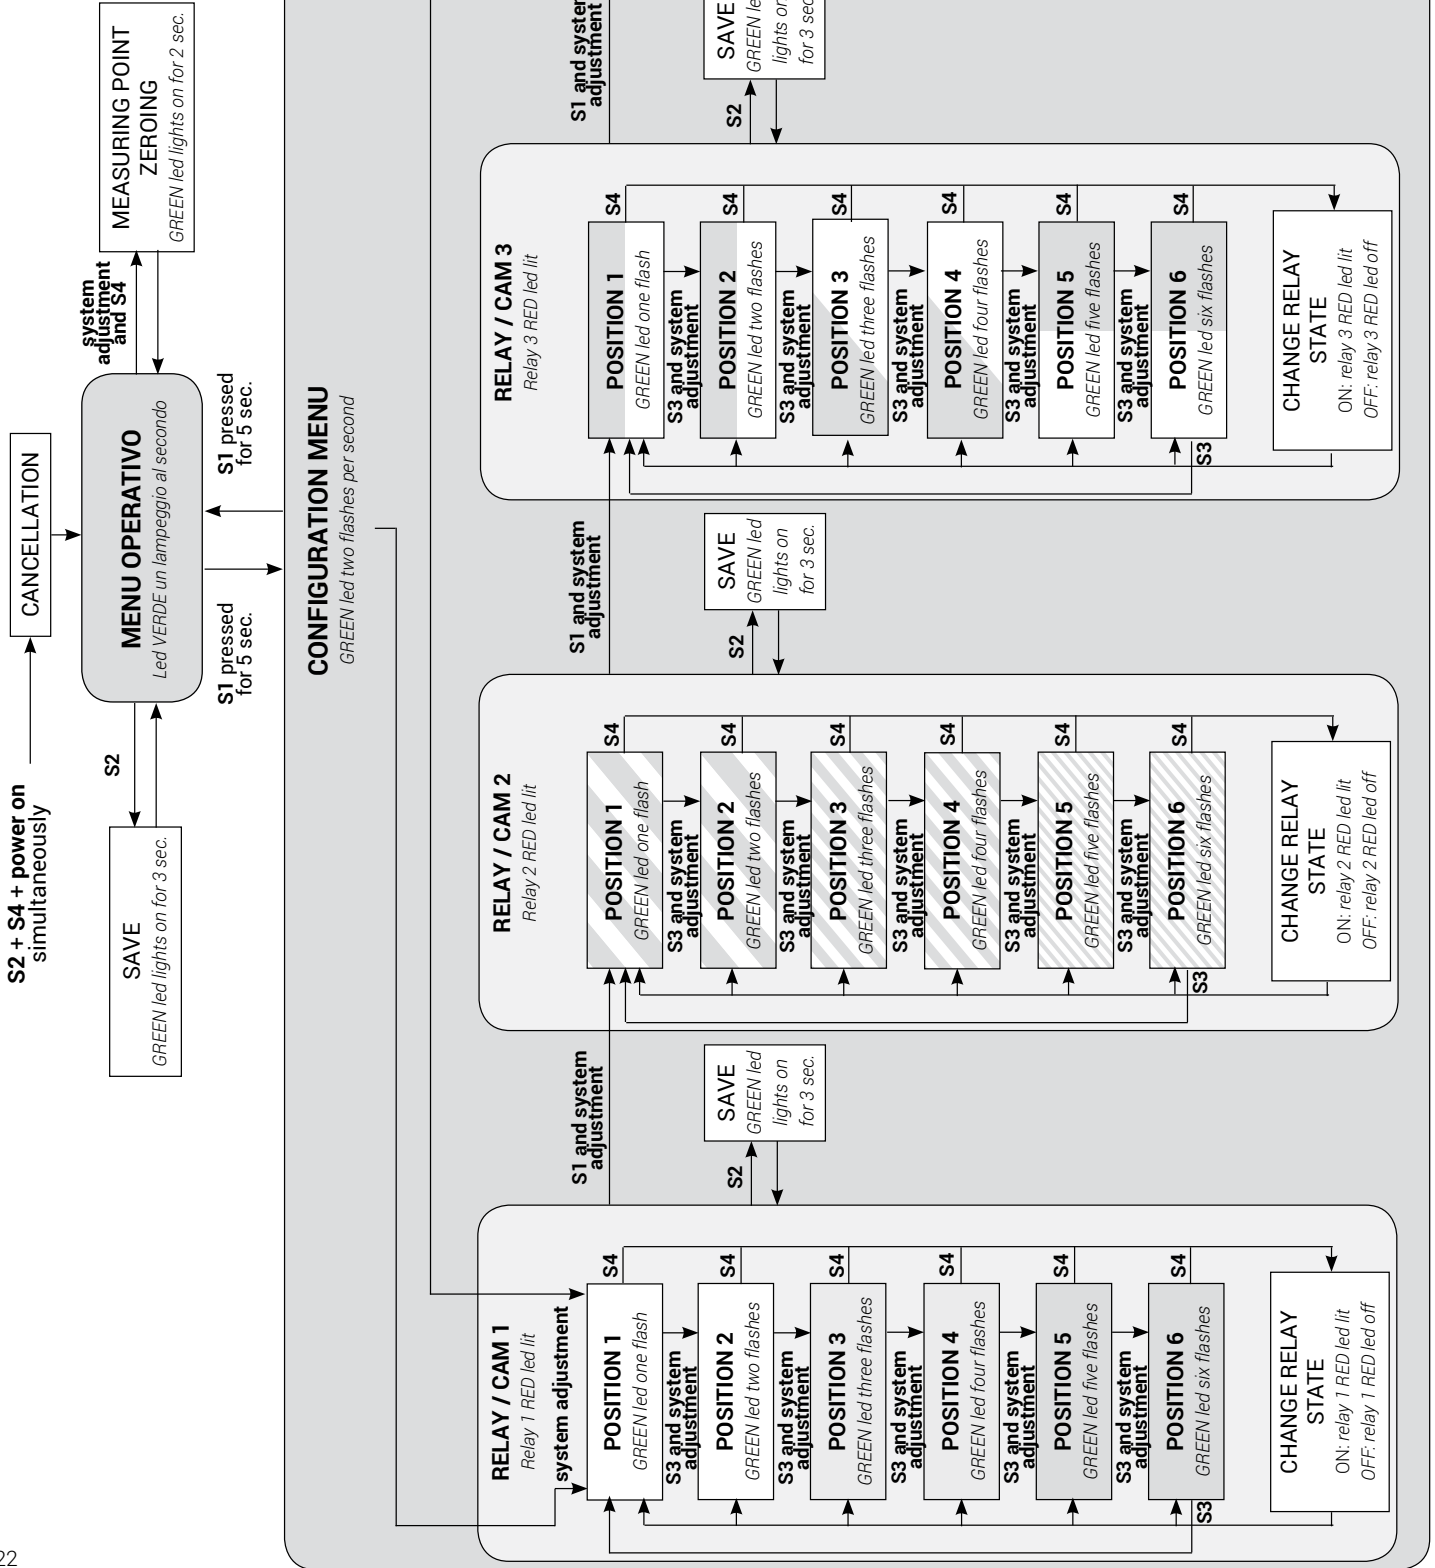 S2 + S4 + power on
simultaneously
CANCELLATION
SAVE
GREEN led lights on for 3 sec.
S2
MENU OPERATIVO
Led VERDE un lampeggio al secondo
system
adjustment
and S4
MEASURING POINT
ZEROING
GREEN led lights on for 2 sec.
S1 pressed
for 5 sec.
S1 pressed
for 5 sec.
CONFIGURATION MENU
GREEN led two flashes per second
RELAY / CAM 1
Relay 1 RED led lit
system adjustment
POSITION 1
GREEN led one flash
S4
S3 and system
adjustment
POSITION 2
GREEN led two flashes
S4
S3 and system
adjustment
POSITION 3
GREEN led three flashes
S4
S3 and system
adjustment
POSITION 4
GREEN led four flashes
S4
S3 and system
adjustment
POSITION 5
GREEN led five flashes
S4
S3 and system
adjustment
POSITION 6
GREEN led six flashes
S4
S3
CHANGE RELAY
STATE
ON: relay 1 RED led lit
OFF: relay 1 RED led off
S1 and system
adjustment
S2
SAVE
GREEN led
lights on
for 3 sec.
RELAY / CAM 2
Relay 2 RED led lit
POSITION 1
GREEN led one flash
S4
S3 and system
adjustment
POSITION 2
GREEN led two flashes
S4
S3 and system
adjustment
POSITION 3
GREEN led three flashes
S4
S3 and system
adjustment
POSITION 4
GREEN led four flashes
S4
S3 and system
adjustment
POSITION 5
GREEN led five flashes
S4
S3 and system
adjustment
POSITION 6
GREEN led six flashes
S4
S3
CHANGE RELAY
STATE
ON: relay 2 RED led lit
OFF: relay 2 RED led off
S1 and system
adjustment
S2
SAVE
GREEN led
lights on
for 3 sec.
RELAY / CAM 3
Relay 3 RED led lit
POSITION 1
GREEN led one flash
S4
S3 and system
adjustment
POSITION 2
GREEN led two flashes
S4
S3 and system
adjustment
POSITION 3
GREEN led three flashes
S4
S3 and system
adjustment
POSITION 4
GREEN led four flashes
S4
S3 and system
adjustment
POSITION 5
GREEN led five flashes
S4
S3 and system
adjustment
POSITION 6
GREEN led six flashes
S4
S3
CHANGE RELAY
STATE
ON: relay 3 RED led lit
OFF: relay 3 RED led off
S1 and system
adjustment
S2
SAVE
GREEN
lights on
for 3 sec
22